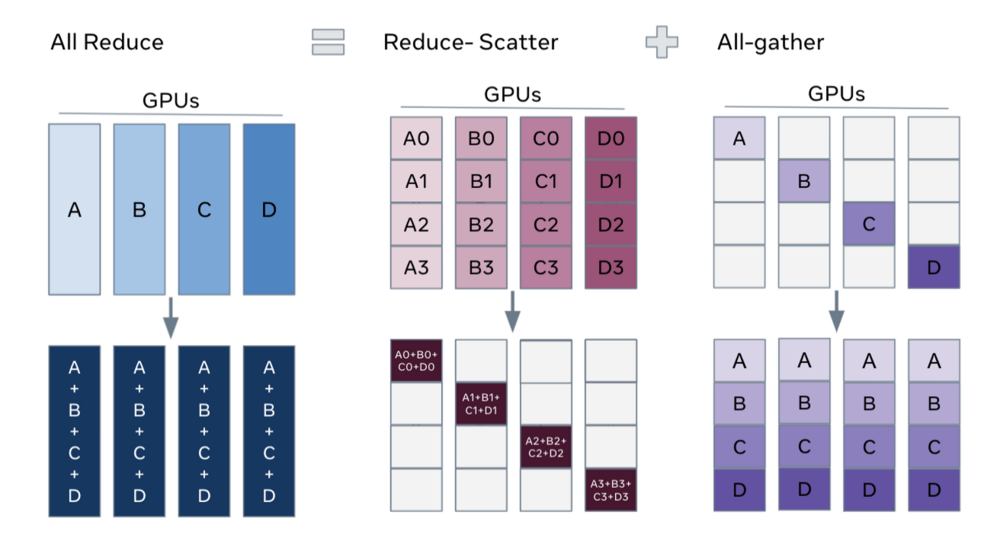 All Reduce
=
Reduce- Scatter
+
All-gather
GPUs
A B C D
A
+
B
+
C
+
D
A
+
B
+
C
+
D
A
+
B
+
C
+
D
A
+
B
+
C
+
D
GPUs
A0 B0 C0 D0
A1 B1 C1 D1
A2 B2 C2 D2
A3 B3 C3 D3
A0+B0+
C0+D0
A1+B1+
C1+D1
A2+B2+
C2+D2
A3+B3+
C3+D3
GPUs
A
B
C
D
A A A A
B B B B
C C C C
D D D D